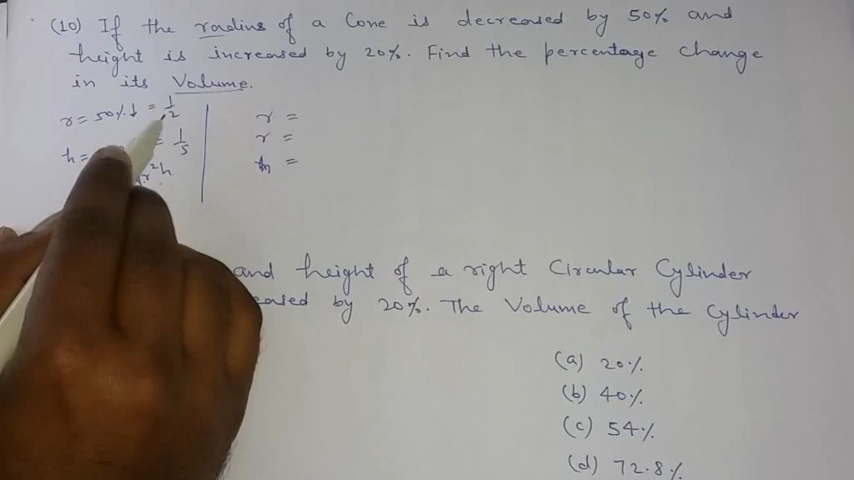 (10) If the radius of a Cone is decreased by 50% and
height is increased by 20%. Find the percentage change
in its Volume.
r = 50%↓ = 1/2
h = = 1/5
r²h
r =
r =
h =
and height of a right Circular Cylinder
by 20%. The Volume of the Cylinder
(a) 20%
(b) 40%
(c) 54%
(d) 72.8%